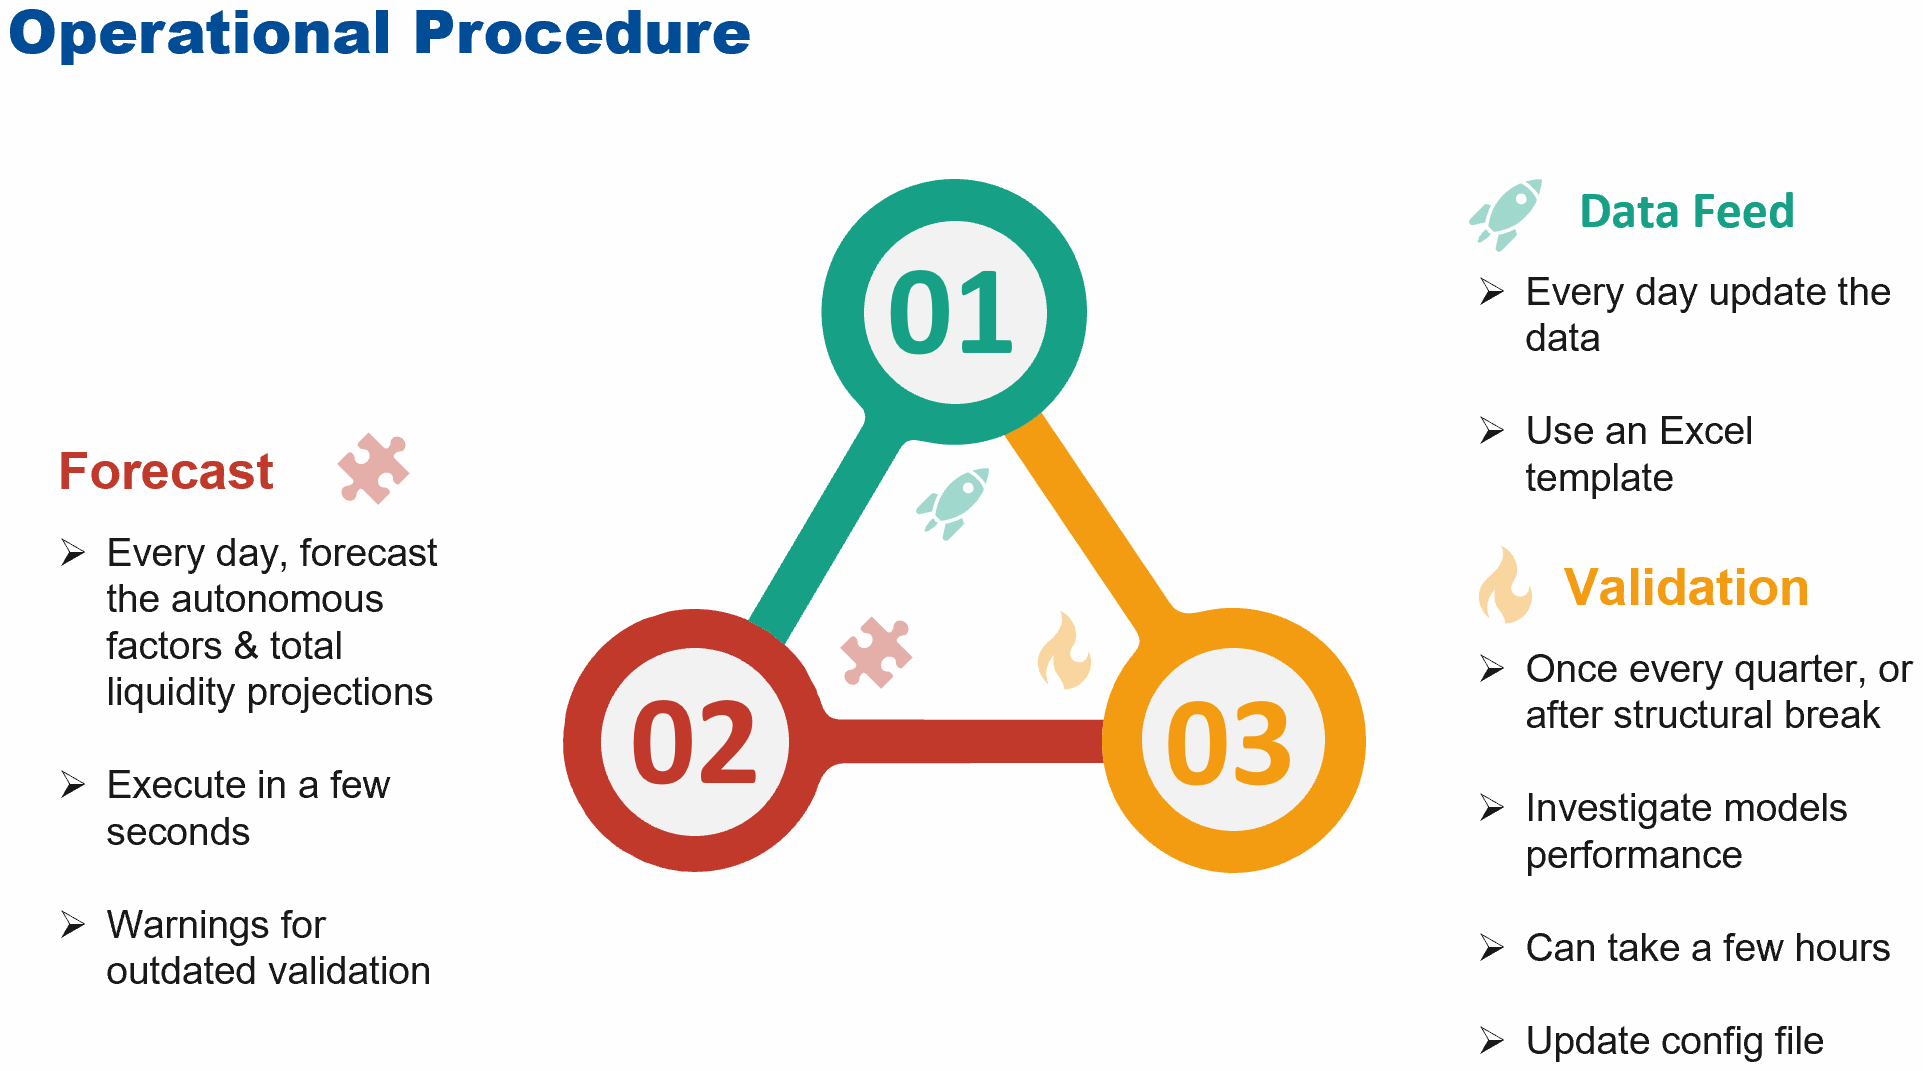 Operational Procedure
01
02
03
Forecast
➢ Every day, forecast
the autonomous
factors & total
liquidity projections
➢ Execute in a few
seconds
➢ Warnings for
outdated validation
Data Feed
➢ Every day update the
data
➢ Use an Excel
template
Validation
➢ Once every quarter, or
after structural break
➢ Investigate models
performance
➢ Can take a few hours
➢ Update config file